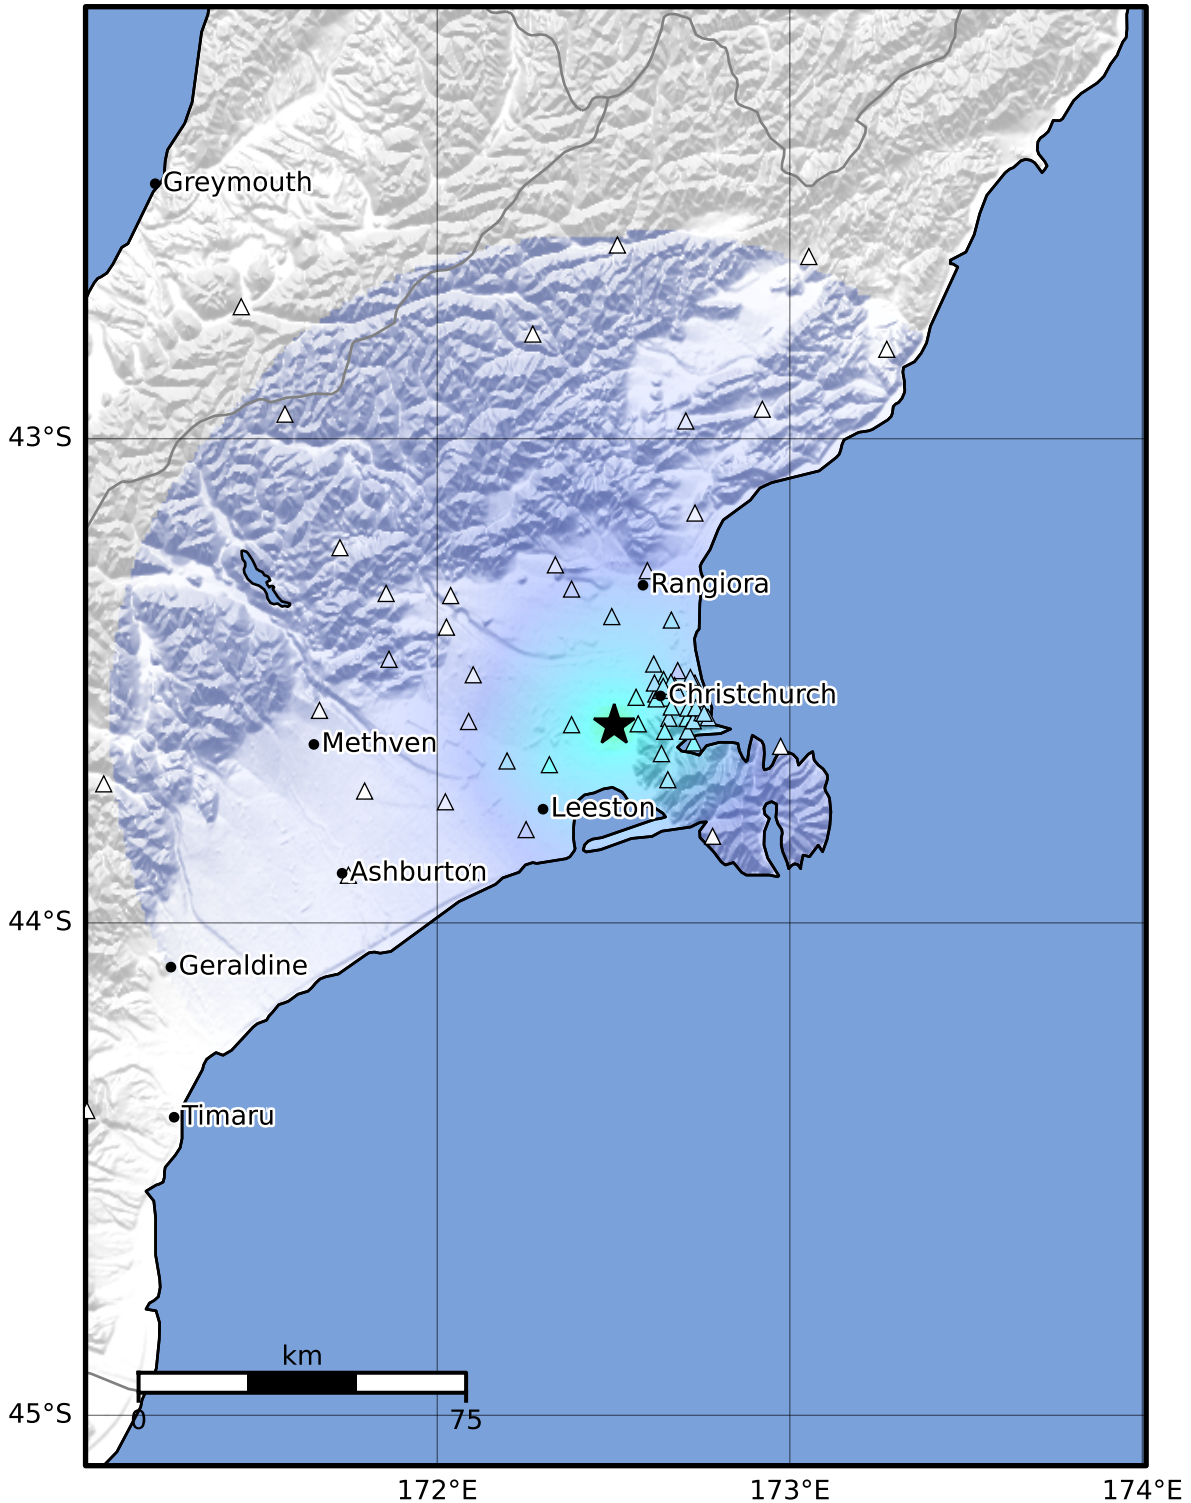 Greymouth
43°S
Rangiora
Christchurch
Methven
Leeston
Ashburton
44°S
Geraldine
Timaru
km
0
75
45°S
172°E
173°E
174°E